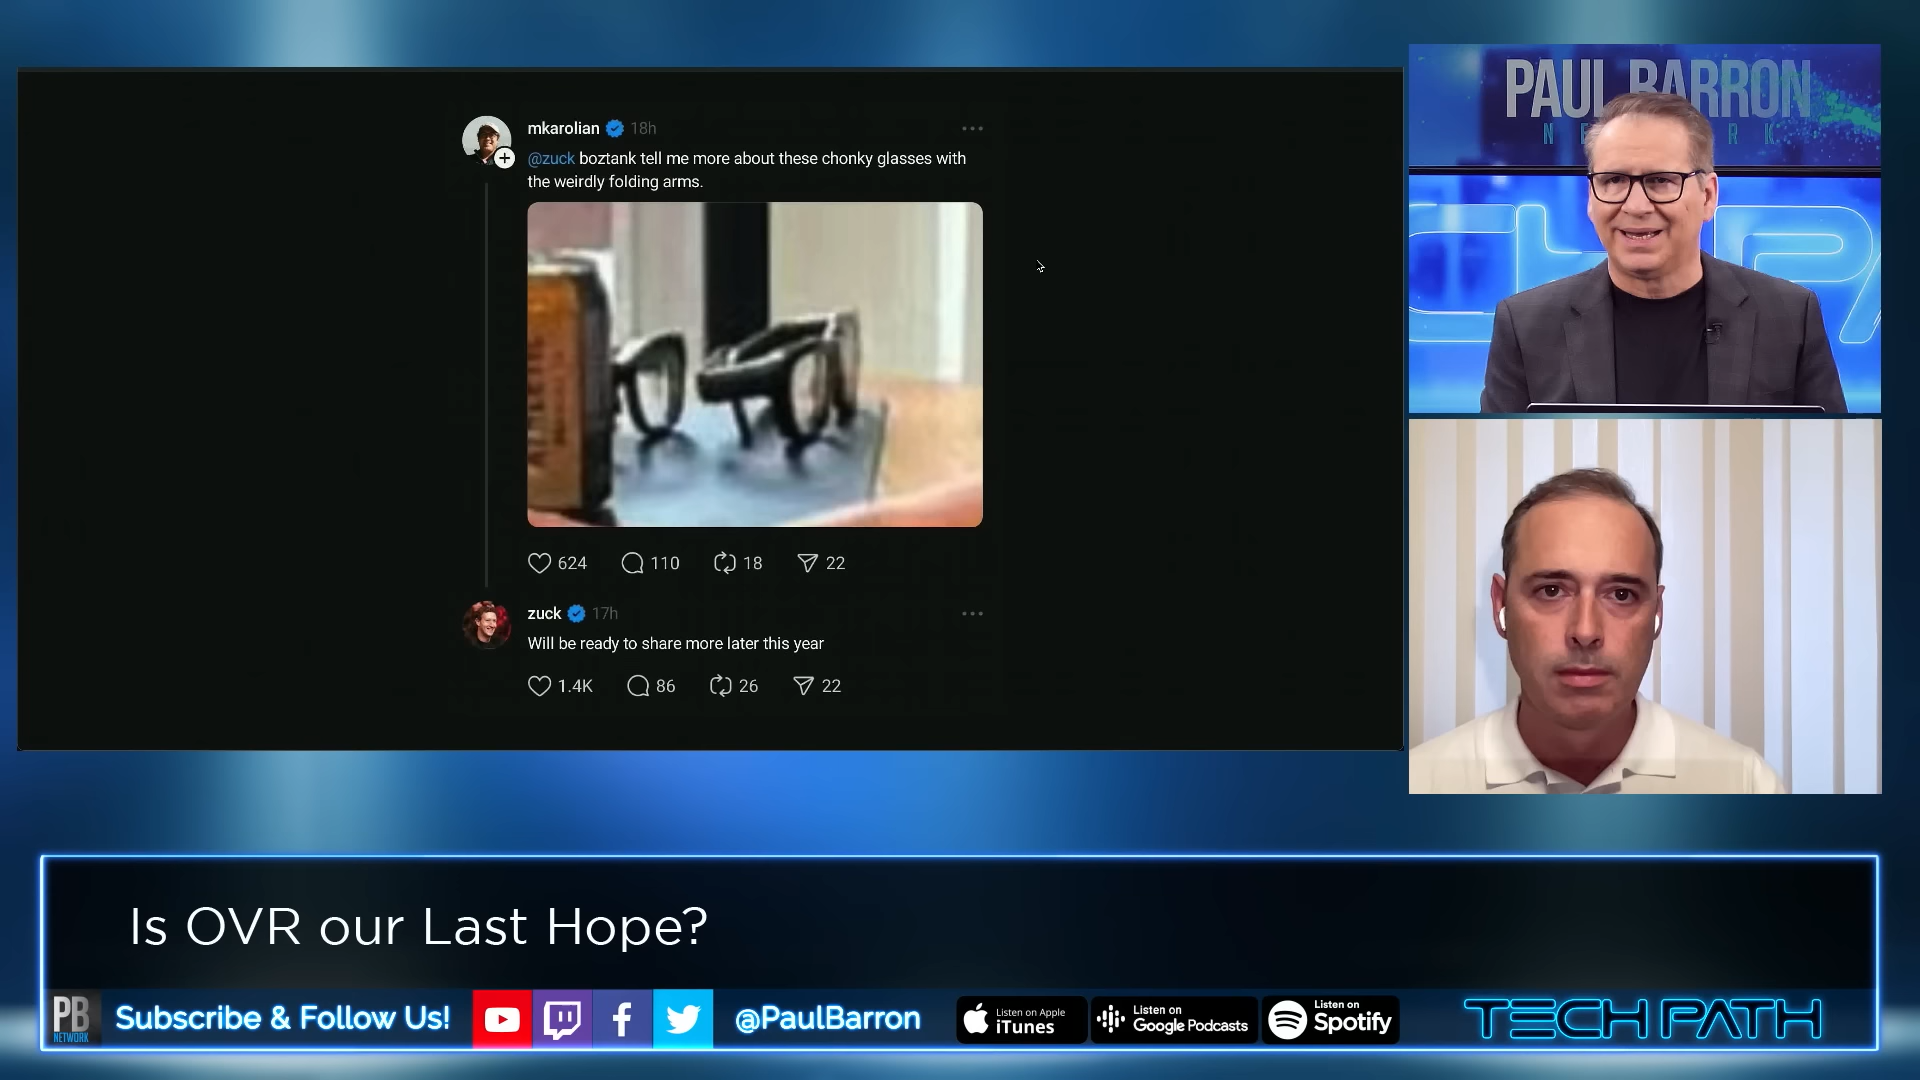 mkarolian 18h
@zuck boztank tell me more about these chonky glasses with
the weirdly folding arms.
624 110 18 22
zuck 17h
Will be ready to share more later this year
1.4K 86 26 22
PAUL BARRON
Is OVR our Last Hope?
PB
NETWORK
Subscribe & Follow Us!
@PaulBarron
Listen on Apple
iTunes
Listen on
Google Podcasts
Listen on
Spotify
TECH PATH